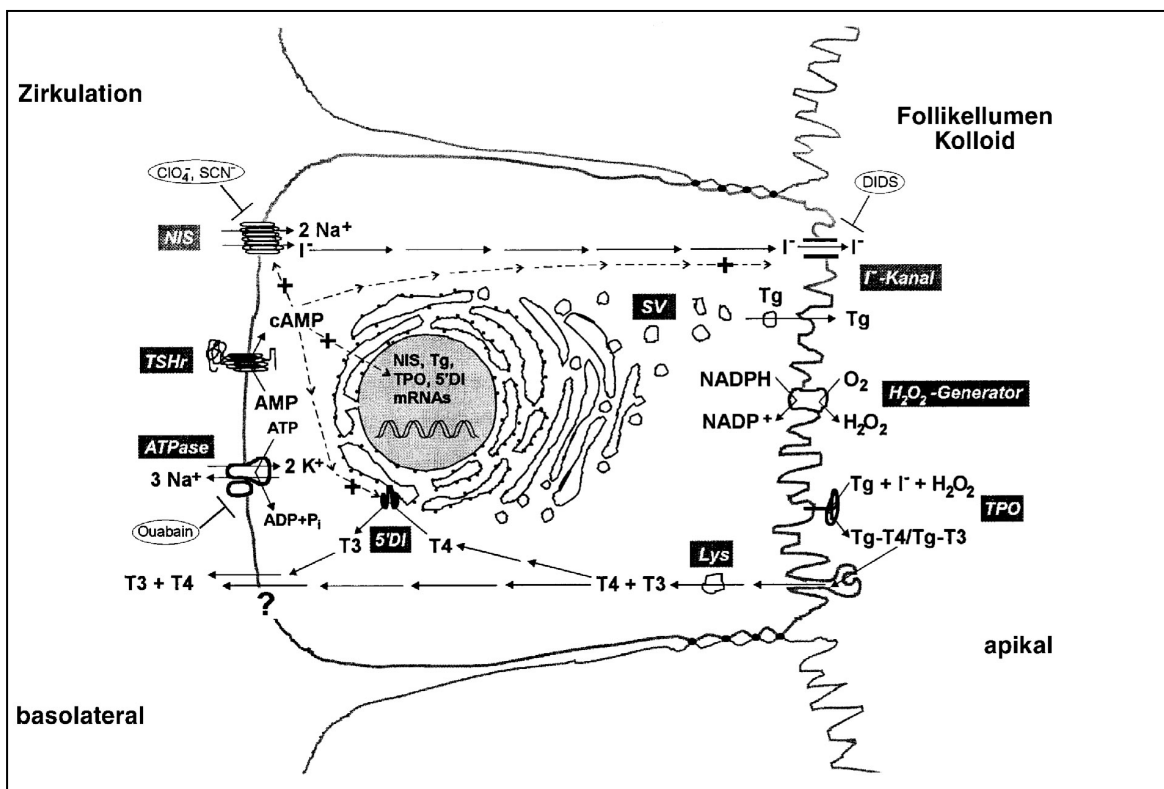 Zirkulation
Follikellumen
Kolloid
ClO₄⁻, SCN⁻
DIDS
NIS
2 Na⁺
I⁻
I⁻
I⁻
I⁻-Kanal
+
+
cAMP
+
SV
Tg
Tg
TSHr
NIS, Tg,
TPO, 5'DI
mRNAs
AMP
NADPH
O₂
H₂O₂-Generator
NADP⁺
H₂O₂
ATP
ATPase
3 Na⁺
2 K⁺
ADP+Pᵢ
+
Ouabain
Tg + I⁻ + H₂O₂
TPO
Tg-T4/Tg-T3
T3
5'DI
T4
Lys
T3 + T4
T4 + T3
?
apikal
basolateral